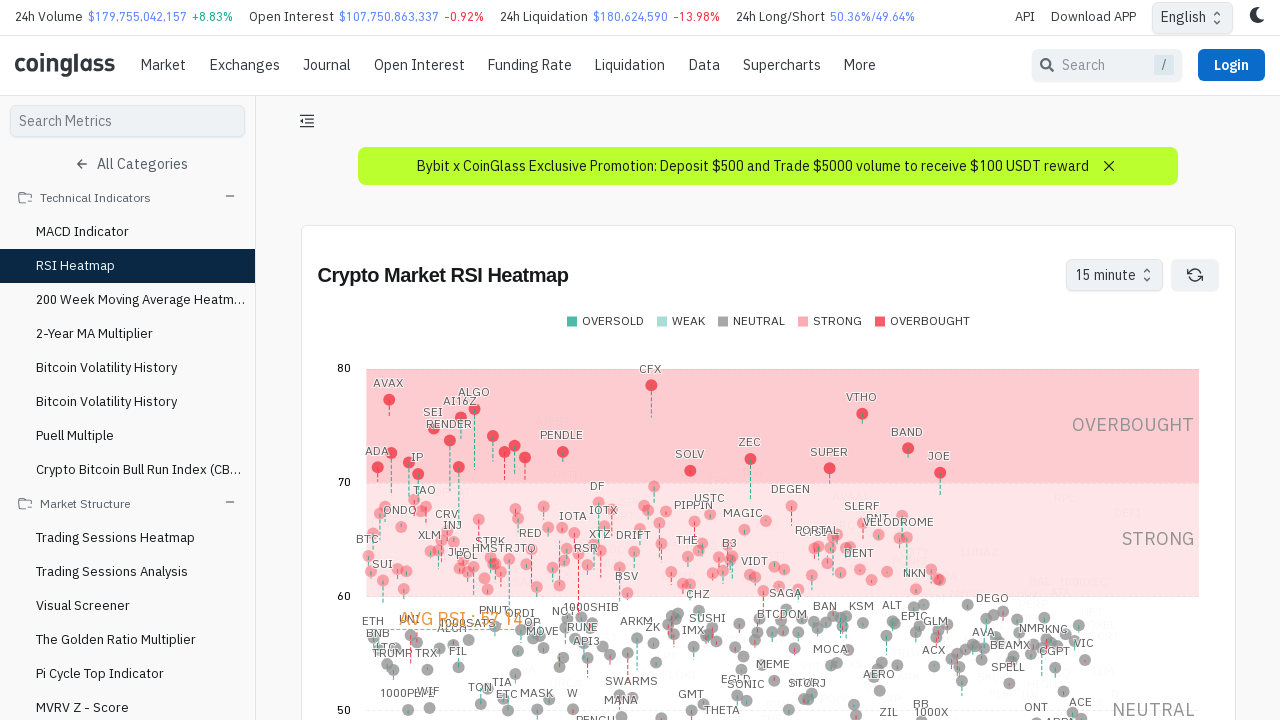 24h Volume $179,755,042,157 +8.83% Open Interest $107,750,863,337 -0.92% 24h Liquidation $180,624,590 -13.98% 24h Long/Short 50.36%/49.64% API Download APP English
coinglass Market Exchanges Journal Open Interest Funding Rate Liquidation Data Supercharts More Search / Login
Search Metrics
All Categories
Technical Indicators
MACD Indicator
RSI Heatmap
200 Week Moving Average Heatm...
2-Year MA Multiplier
Bitcoin Volatility History
Bitcoin Volatility History
Puell Multiple
Crypto Bitcoin Bull Run Index (CB...
Market Structure
Trading Sessions Heatmap
Trading Sessions Analysis
Visual Screener
The Golden Ratio Multiplier
Pi Cycle Top Indicator
MVRV Z - Score
Bybit x CoinGlass Exclusive Promotion: Deposit $500 and Trade $5000 volume to receive $100 USDT reward
Crypto Market RSI Heatmap
15 minute
OVERSOLD WEAK NEUTRAL STRONG OVERBOUGHT
80
CFX
AVAX
ALGO
VTHO
AI16Z
SEI
RENDER
OVERBOUGHT
PENDLE
BAND
ZEC
ADA
IP
SOLV
SUPER
JOE
70
TAO
DF
DEGEN
USTC
PIPPIN
ONDO
CRV
IOTA
IOTX
MAGIC
SLERF
INJ
VELODROME
BTC
XLM
RED
XTZ
DRIFT
PORTAL
STRONG
STRK
THE
B3
HMSTR
JTO
RSR
DENT
SUI
VIDT
BSV
NKN
60
CHZ
SAGA
DEGO
PNUT
ORDI
1000SHIB
BAN
KSM
ALT
AVG RSI : 57.14
ETH
UNI
1000SATS
OP
ARKM
ZK
SUSHI
BTCDOM
EPIC
GLM
BNB
MOVE
RUNE
IMX
AVA
NMR
KNC
TRUMP
TRX
FIL
API3
MOCA
ACX
BEAMX
CGPT
MEME
SPELL
TIA
SWARMS
SONIC
STORJ
AERO
TON
ETC
MASK
W
MANA
GMT
THETA
WIF
ZIL
1000X
ONT
ACE
50
NEUTRAL